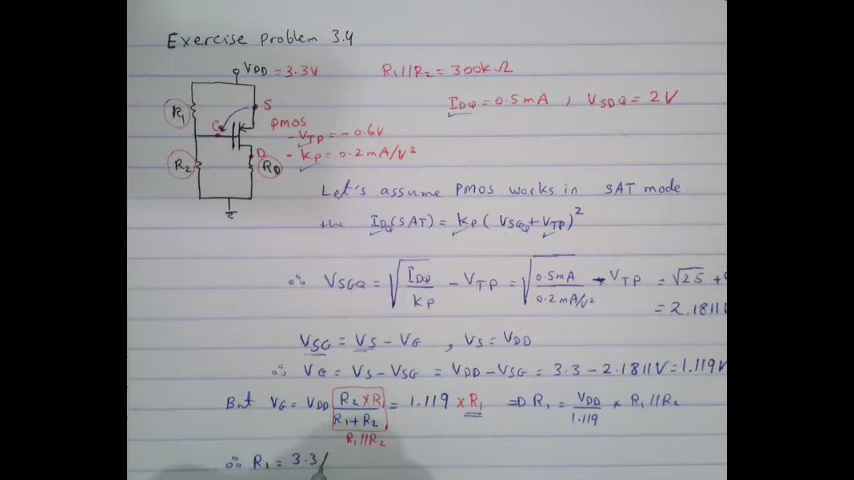 Exercise problem 3.4
VDD = 3.3V
R1//R2 = 300kΩ
IDQ = 0.5mA , VSDQ = 2V
R1
S
G
PMOS
- VTP = -0.6V
D
- kp = 0.2mA/V²
R2
RD
Let's assume PMOS works in SAT mode
the IDQ(SAT) = kp(VSGQ+VTP)²
∴ VSGQ = √(IDQ/kp) - VTP = √(0.5mA/0.2mA/V²) - VTP = √2.5 +
= 2.1811
VSG = VS - VG , VS = VDD
∴ VG = VS - VSG = VDD - VSG = 3.3 - 2.1811V = 1.119V
But VG = VDD R2 × R1/R1+R2 = 1.119 × R1 ⇒ R1 = VDD/1.119 × R1//R2
R1//R2
∴ R1 = 3.3/